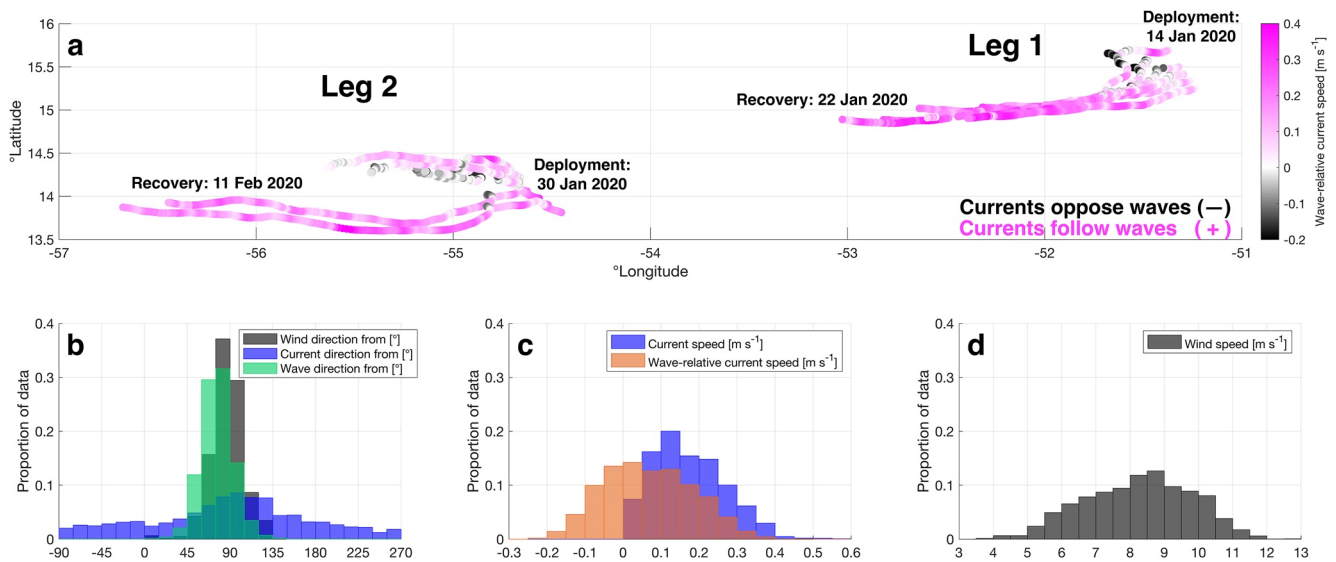 a
Leg 1
Leg 2
Deployment:
14 Jan 2020
Recovery: 22 Jan 2020
Deployment:
30 Jan 2020
Recovery: 11 Feb 2020
Currents oppose waves (—)
Currents follow waves (+)
16
15.5
15
14.5
14
13.5
°Latitude
-57
-56
-55
-54
-53
-52
-51
°Longitude
0.4
0.3
0.2
0.1
0
-0.1
-0.2
Wave-relative current speed [m s⁻¹]
b
Wind direction from [°]
Current direction from [°]
Wave direction from [°]
Proportion of data
0.4
0.3
0.2
0.1
0
-90
-45
0
45
90
135
180
225
270
c
Current speed [m s⁻¹]
Wave-relative current speed [m s⁻¹]
Proportion of data
0.4
0.3
0.2
0.1
0
-0.3
-0.2
-0.1
0
0.1
0.2
0.3
0.4
0.5
0.6
d
Wind speed [m s⁻¹]
Proportion of data
0.4
0.3
0.2
0.1
0
3
4
5
6
7
8
9
10
11
12
13